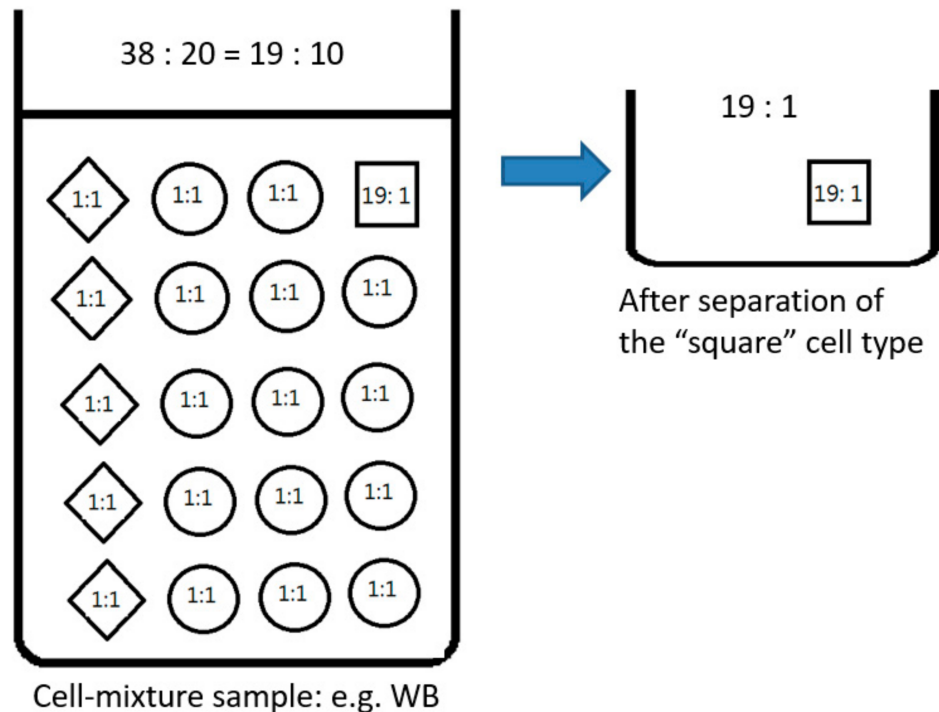 38 : 20 = 19 : 10
19 : 1
1:1 1:1 1:1 19: 1
19: 1
1:1 1:1 1:1 1:1
1:1 1:1 1:1 1:1
1:1 1:1 1:1 1:1
1:1 1:1 1:1 1:1
After separation of
the “square” cell type
Cell-mixture sample: e.g. WB